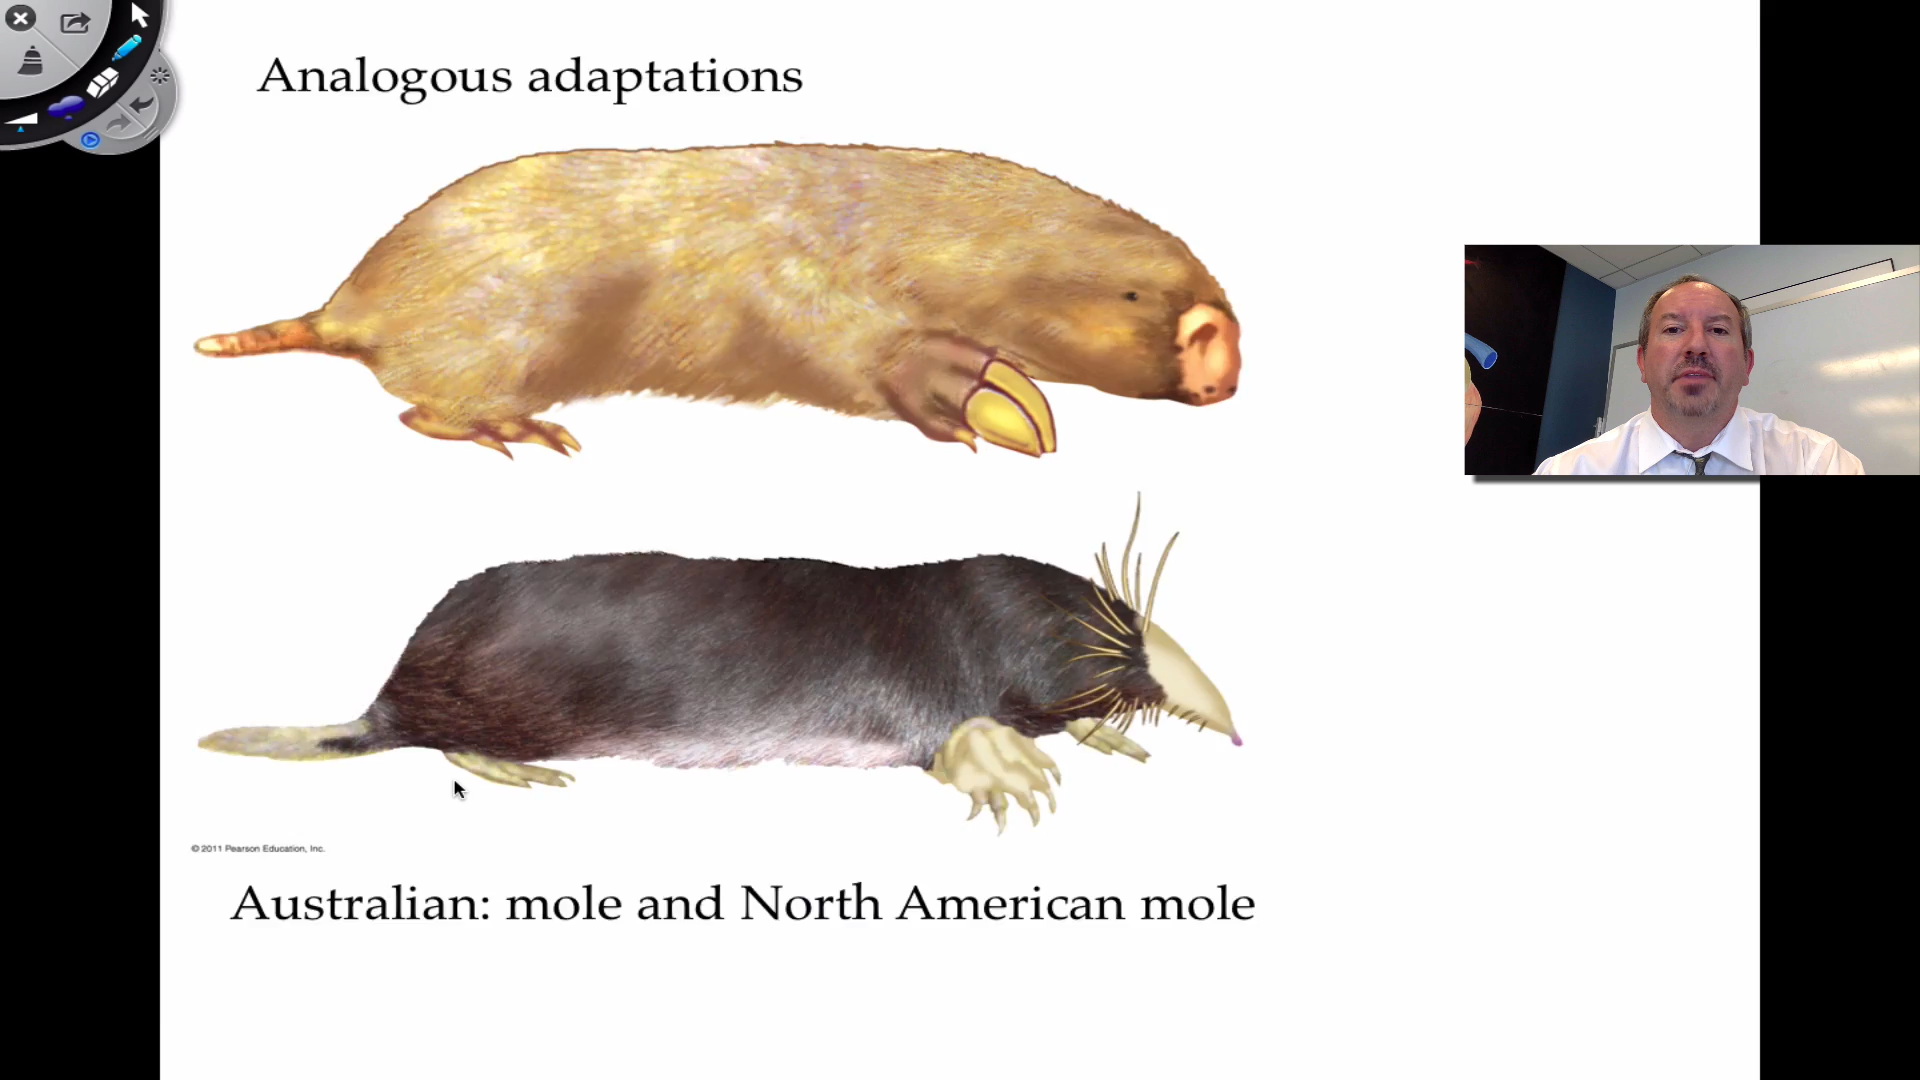 Analogous adaptations
© 2011 Pearson Education, Inc.
Australian: mole and North American mole